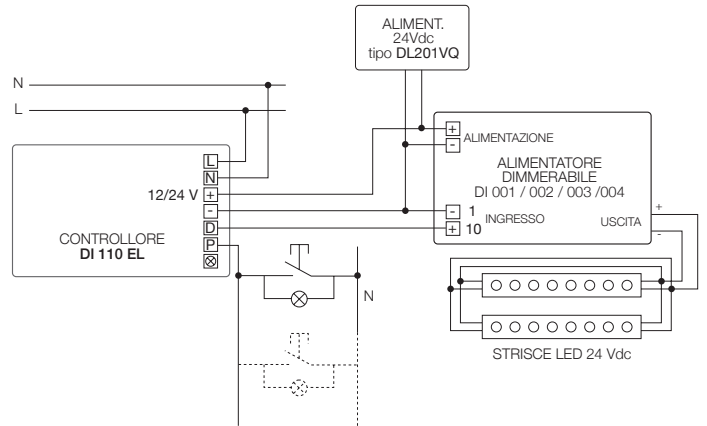 ALIMENT.
24Vdc
tipo DL201VQ
N
L
L
N
12/24 V +
-
D
P
CONTROLLORE
DI 110 EL
+
ALIMENTAZIONE
-
ALIMENTATORE
DIMMERABILE
DI 001 / 002 / 003 /004
- 1
INGRESSO
+ 10
USCITA
+
-
N
STRISCE LED 24 Vdc